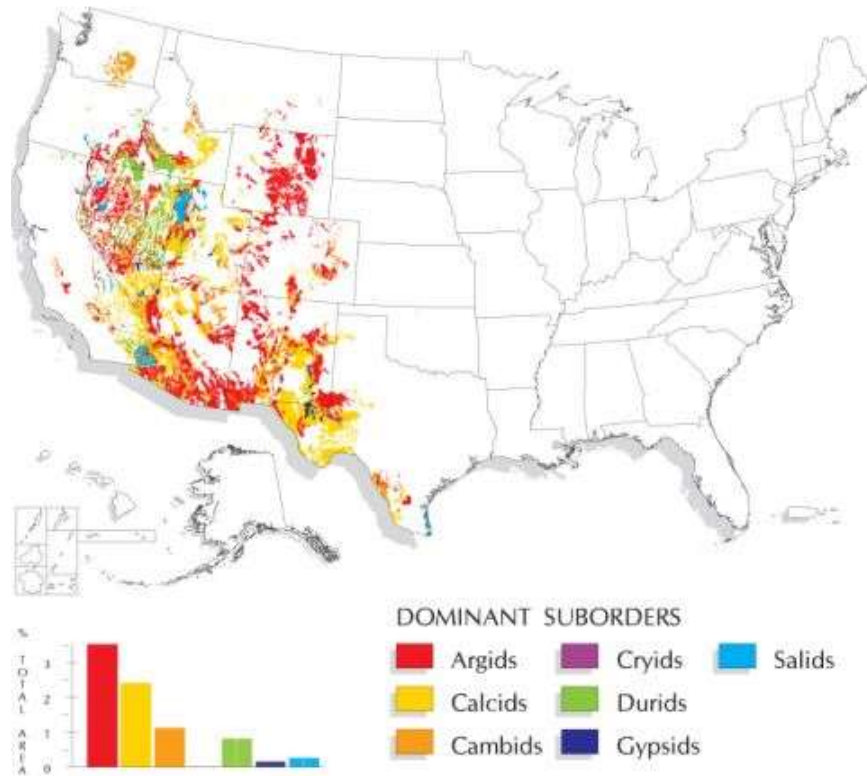 DOMINANT SUBORDERS
Argids Cryids Salids
Calcids Durids
Cambids Gypsids
% TOTAL AREA
3
2
1
0